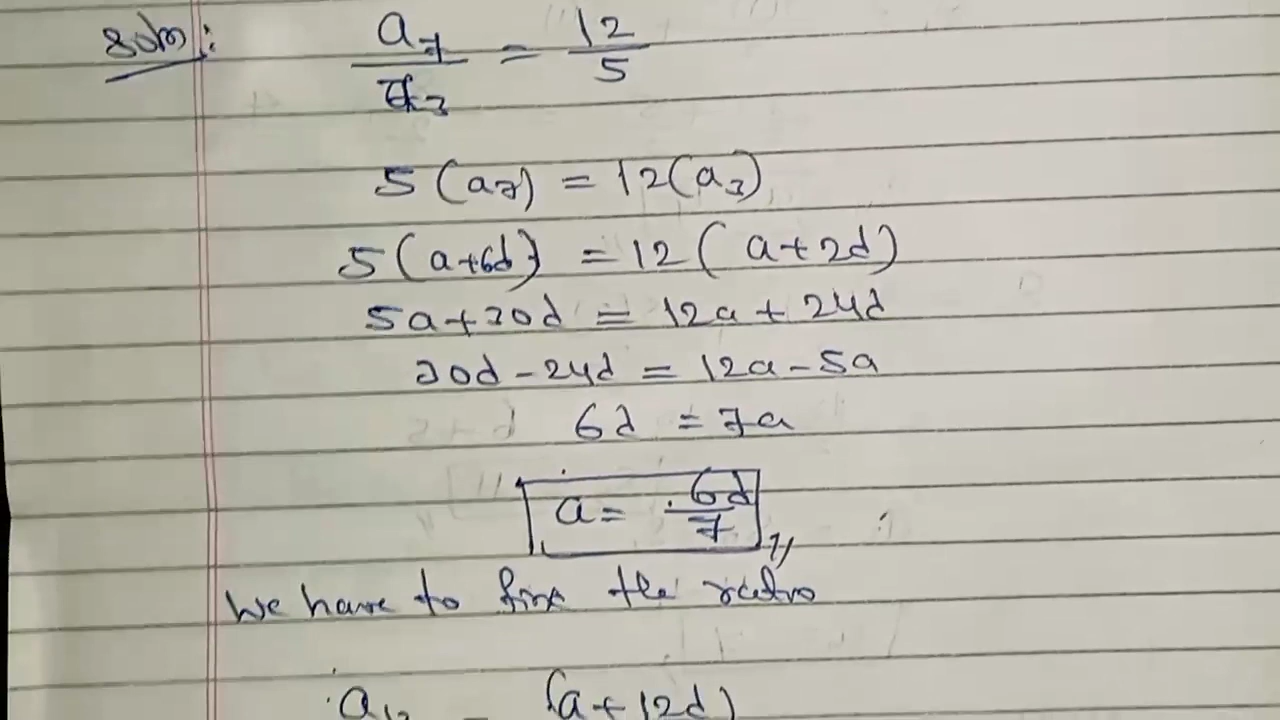 Soln:
a₇/a₃ = 12/5
5(a₇) = 12(a₃)
5(a+6d) = 12(a+2d)
5a+30d = 12a+24d
30d-24d = 12a-5a
6d = 7a
a = 6d/7
We have to find the ratio
(a+12d)